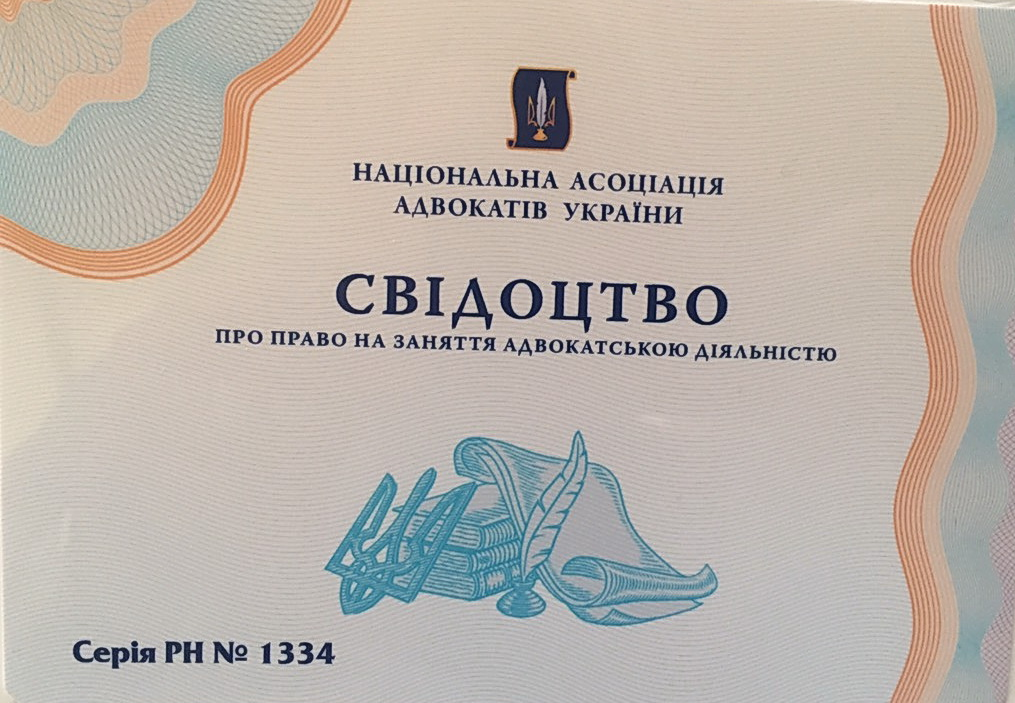 НАЦІОНАЛЬНА АСОЦІАЦІЯ
АДВОКАТІВ УКРАЇНИ
СВІДОЦТВО
ПРО ПРАВО НА ЗАНЯТТЯ АДВОКАТСЬКОЮ ДІЯЛЬНІСТЮ
Серія РН № 1334